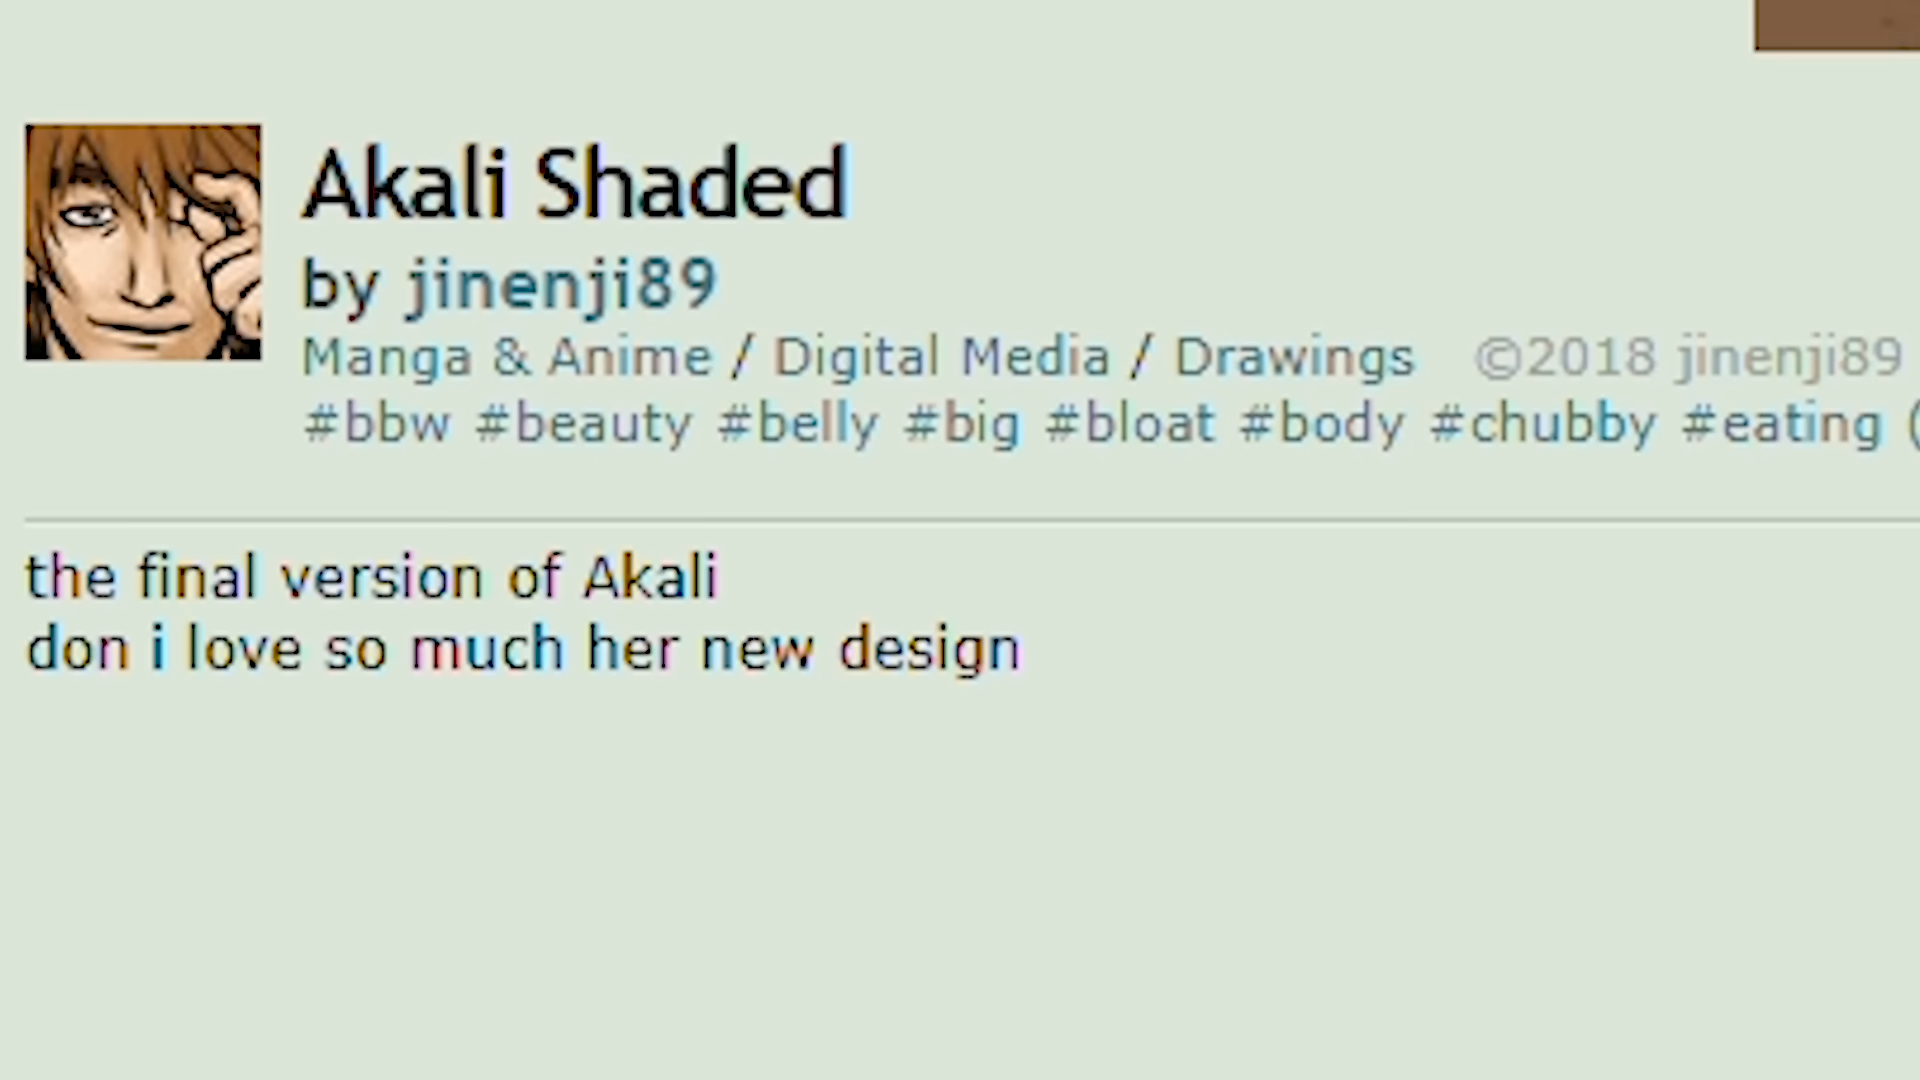 Akali Shaded
by jinenji89
Manga & Anime / Digital Media / Drawings ©2018 jinenji89
#bbw #beauty #belly #big #bloat #body #chubby #eating (
the final version of Akali
don i love so much her new design